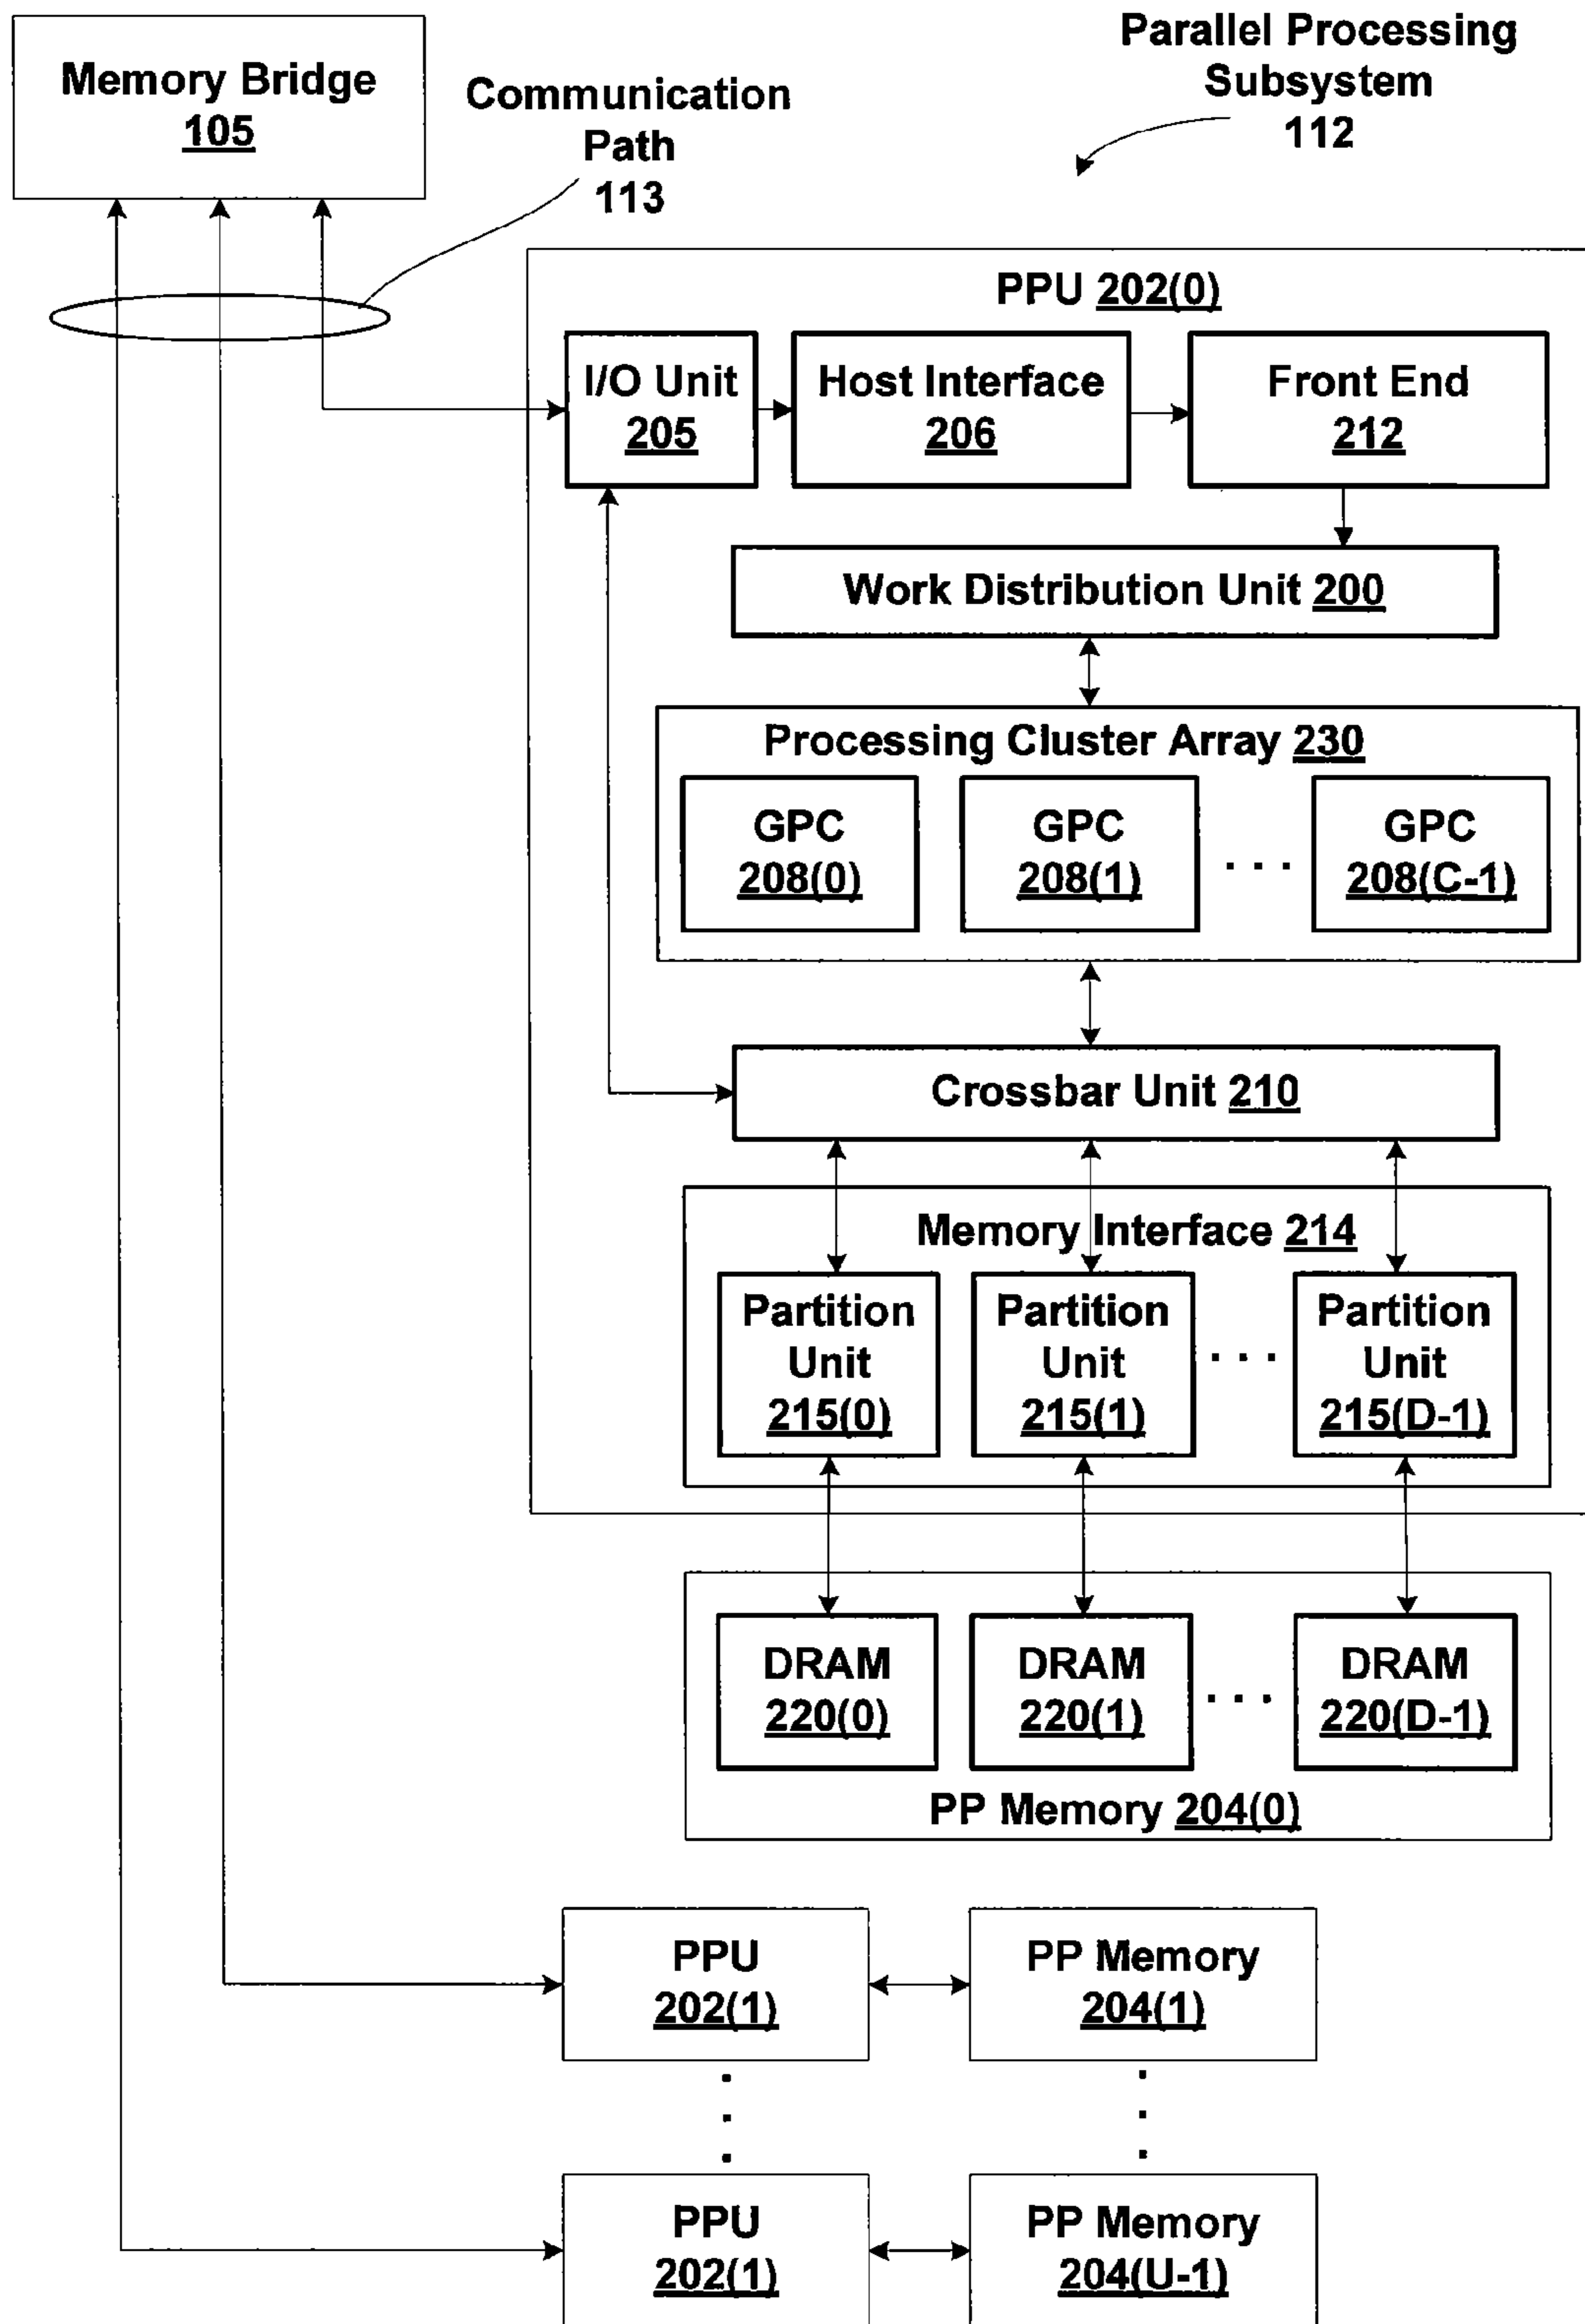 Memory Bridge
105
Communication
Path
113
Parallel Processing
Subsystem
112
PPU 202(0)
I/O Unit
205
Host Interface
206
Front End
212
Work Distribution Unit 200
Processing Cluster Array 230
GPC
208(0)
GPC
208(1)
. . .
GPC
208(C-1)
Crossbar Unit 210
Memory Interface 214
Partition
Unit
215(0)
Partition
Unit
215(1)
. . .
Partition
Unit
215(D-1)
DRAM
220(0)
DRAM
220(1)
. . .
DRAM
220(D-1)
PP Memory 204(0)
PPU
202(1)
PP Memory
204(1)
PPU
202(1)
PP Memory
204(U-1)